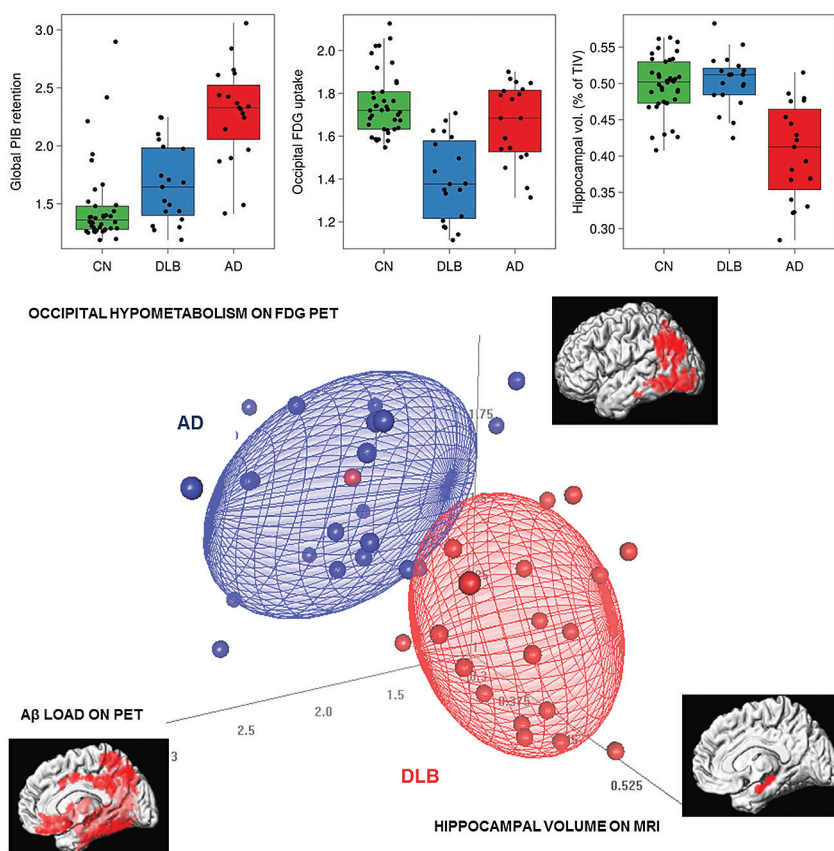 Global PIB retention
3.0
2.5
2.0
1.5
CN DLB AD
Occipital FDG uptake
2.0
1.8
1.6
1.4
1.2
CN DLB AD
Hippocampal vol. (% of TIV)
0.55
0.50
0.45
0.40
0.35
0.30
CN DLB AD
OCCIPITAL HYPOMETABOLISM ON FDG PET
AD
1.75
1.5
2.0
2.5
3
0.375
0.525
Aβ LOAD ON PET
DLB
HIPPOCAMPAL VOLUME ON MRI